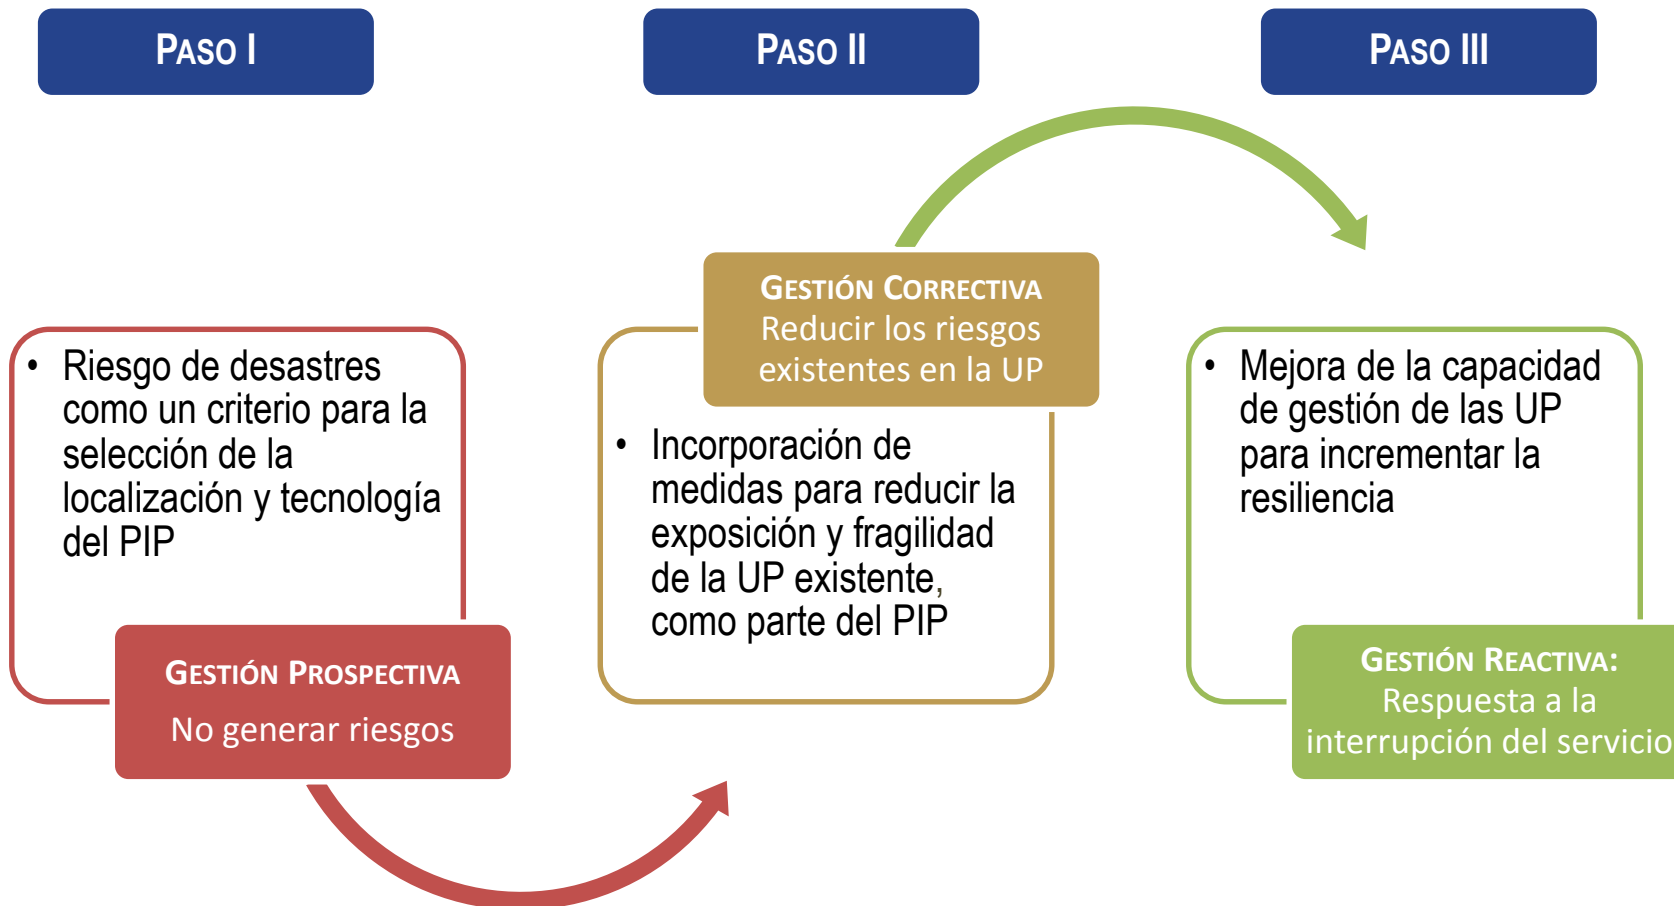 PASO I
PASO II
PASO III
• Riesgo de desastres
como un criterio para la
selección de la
localización y tecnología
del PIP
GESTIÓN PROSPECTIVA
No generar riesgos
GESTIÓN CORRECTIVA
Reducir los riesgos
existentes en la UP
• Incorporación de
medidas para reducir la
exposición y fragilidad
de la UP existente,
como parte del PIP
• Mejora de la capacidad
de gestión de las UP
para incrementar la
resiliencia
GESTIÓN REACTIVA:
Respuesta a la
interrupción del servicio